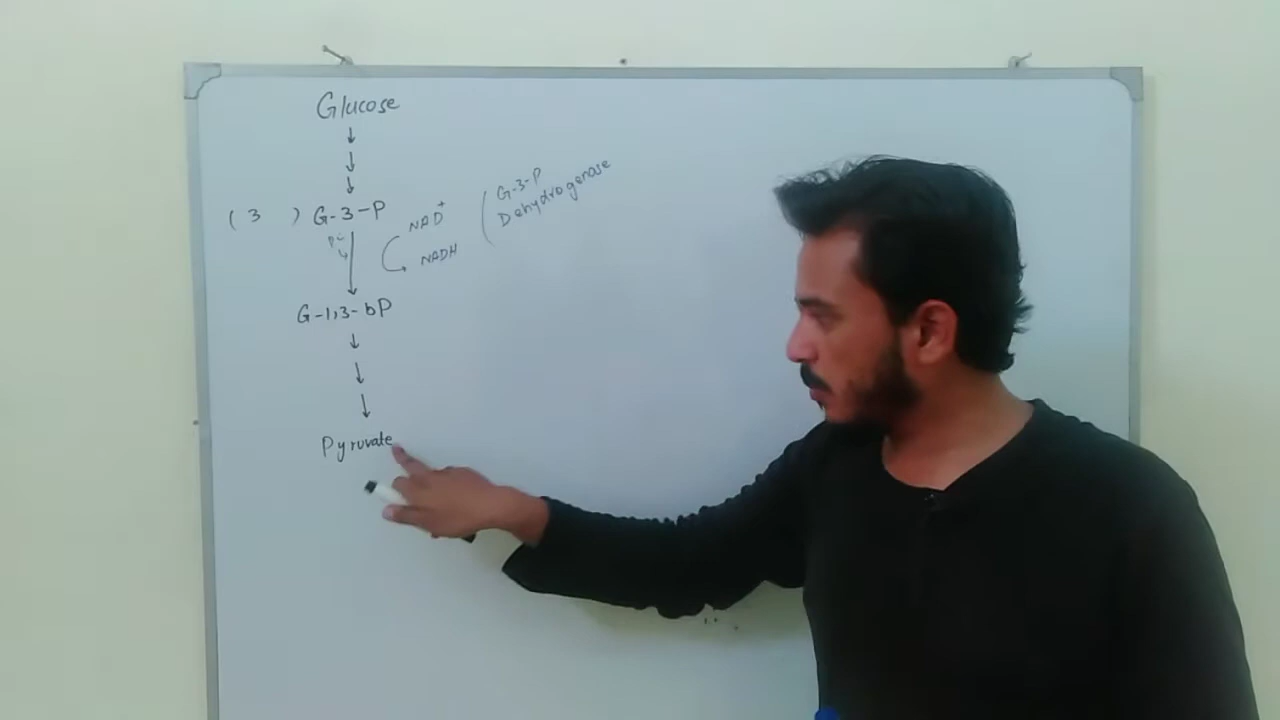 Glucose
( 3 ) G-3-P
NAD+
G-3-P
Dehydrogenase
Pi
NADH
G-1,3-bP
Pyruvate